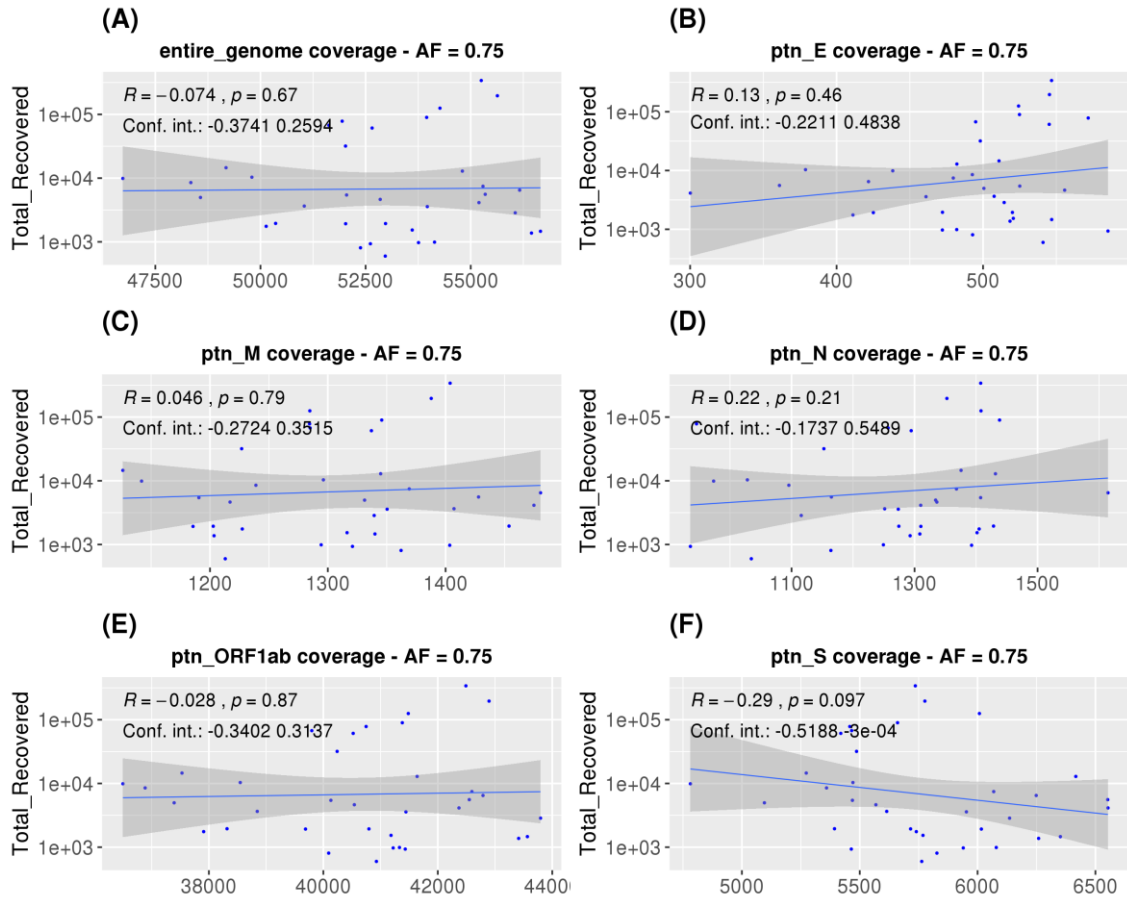 (A)
entire_genome coverage - AF = 0.75
R = −0.074 , p = 0.67
Conf. int.: -0.3741 0.2594
Total_Recovered
1e+05
1e+04
1e+03
47500 50000 52500 55000
(B)
ptn_E coverage - AF = 0.75
R = 0.13 , p = 0.46
Conf. int.: -0.2211 0.4838
Total_Recovered
1e+05
1e+04
1e+03
300 400 500
(C)
ptn_M coverage - AF = 0.75
R = 0.046 , p = 0.79
Conf. int.: -0.2724 0.3515
Total_Recovered
1e+05
1e+04
1e+03
1200 1300 1400
(D)
ptn_N coverage - AF = 0.75
R = 0.22 , p = 0.21
Conf. int.: -0.1737 0.5489
Total_Recovered
1e+05
1e+04
1e+03
1100 1300 1500
(E)
ptn_ORF1ab coverage - AF = 0.75
R = −0.028 , p = 0.87
Conf. int.: -0.3402 0.3137
Total_Recovered
1e+05
1e+04
1e+03
38000 40000 42000 44000
(F)
ptn_S coverage - AF = 0.75
R = −0.29 , p = 0.097
Conf. int.: -0.5188 -3e-04
Total_Recovered
1e+05
1e+04
1e+03
5000 5500 6000 6500